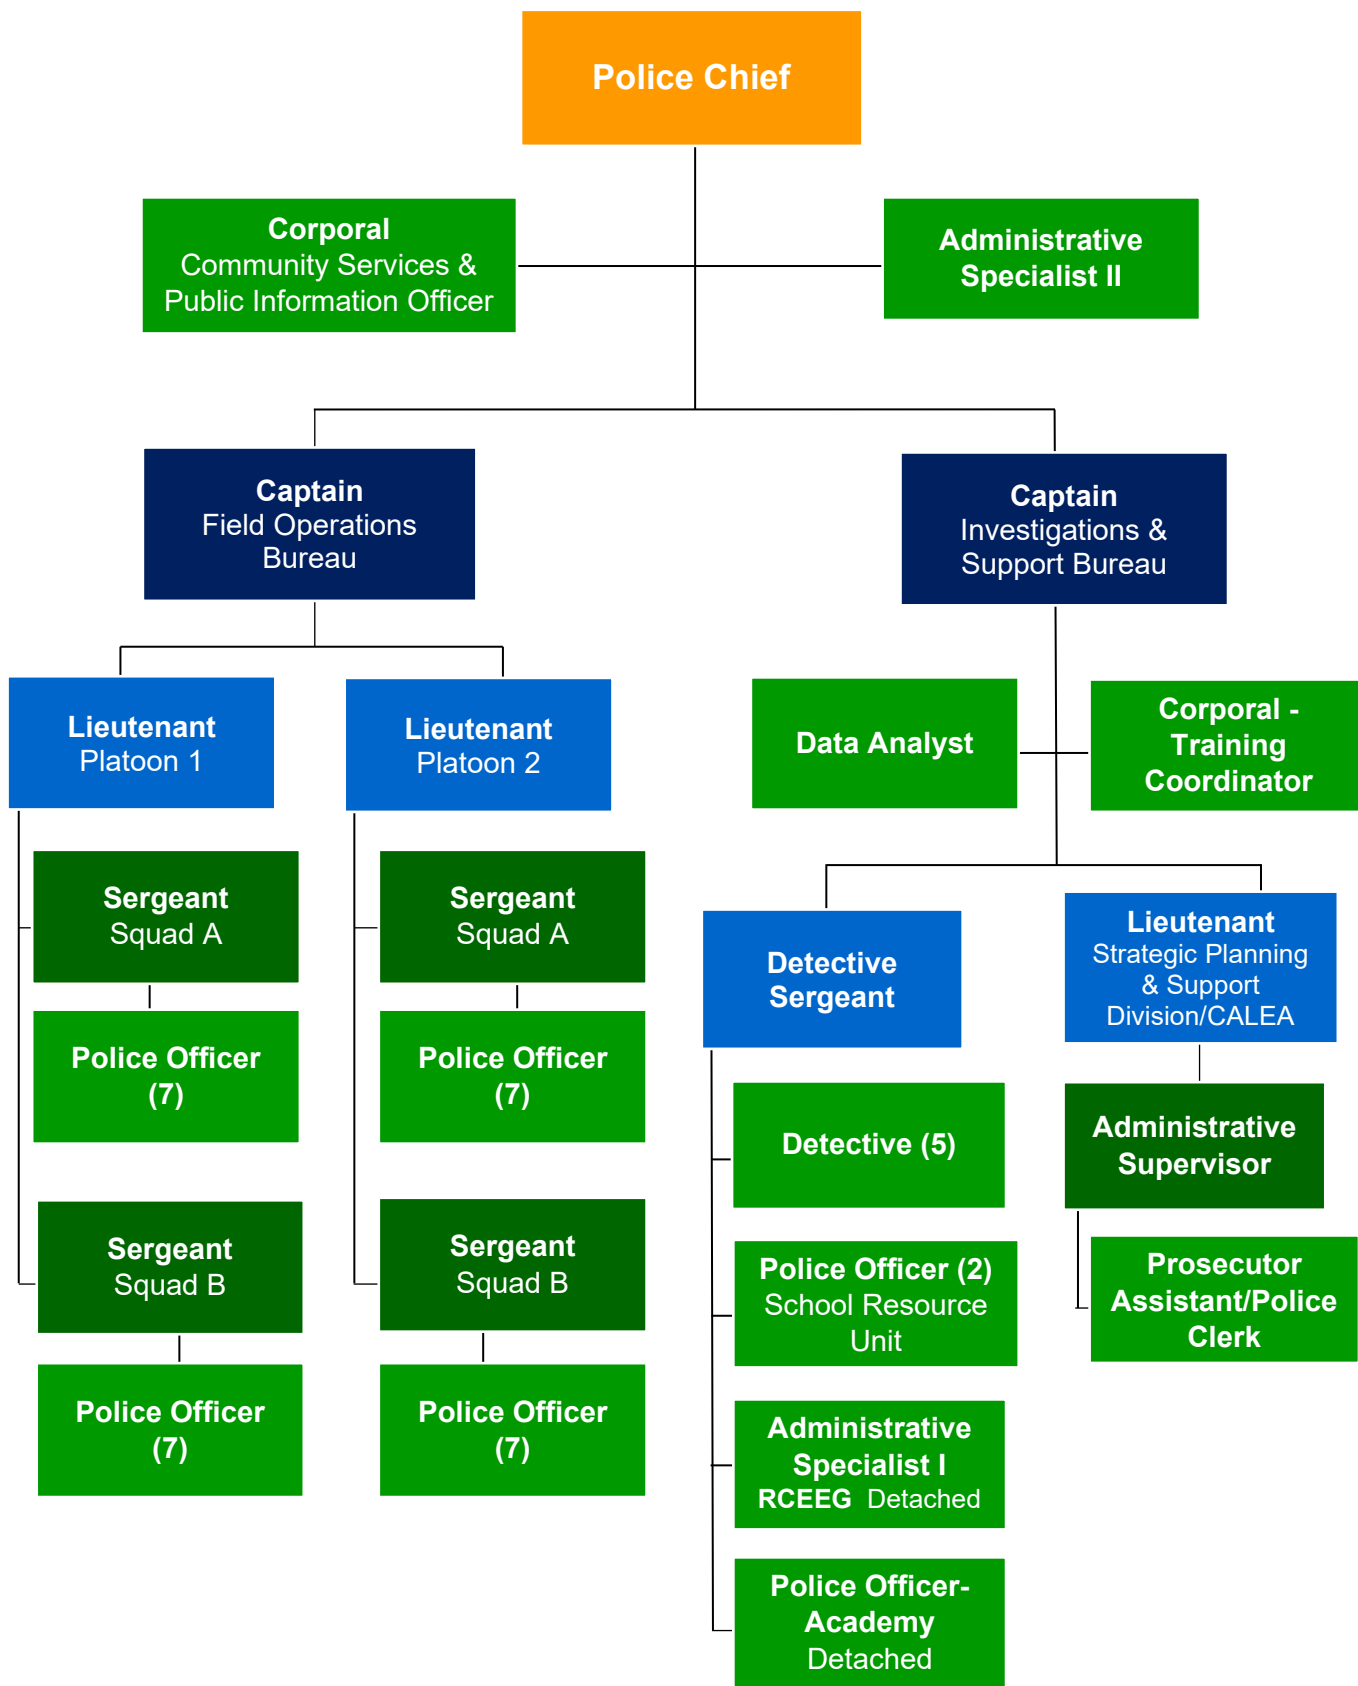 Police Chief
Corporal
Community Services &
Public Information Officer
Administrative
Specialist II
Captain
Field Operations
Bureau
Captain
Investigations &
Support Bureau
Lieutenant
Platoon 1
Lieutenant
Platoon 2
Data Analyst
Corporal -
Training
Coordinator
Sergeant
Squad A
Sergeant
Squad A
Detective
Sergeant
Lieutenant
Strategic Planning
& Support
Division/CALEA
Police Officer
(7)
Police Officer
(7)
Detective (5)
Administrative
Supervisor
Sergeant
Squad B
Sergeant
Squad B
Police Officer (2)
School Resource
Unit
Prosecutor
Assistant/Police
Clerk
Police Officer
(7)
Police Officer
(7)
Administrative
Specialist I
RCEEG Detached
Police Officer-
Academy
Detached